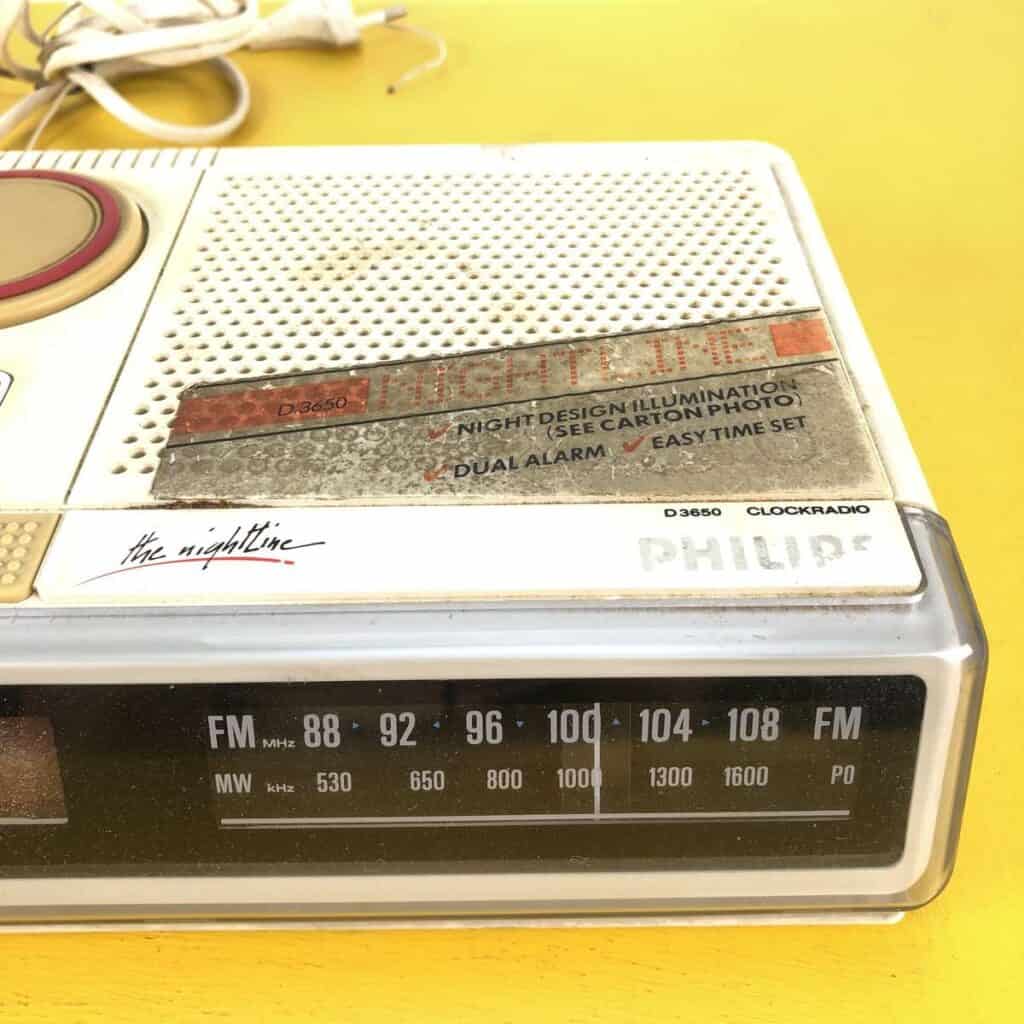 NIGHTLINE
D 3650
NIGHT DESIGN ILLUMINATION
(SEE CARTON PHOTO)
DUAL ALARM
EASY TIME SET
D3650 CLOCKRADIO
the nightline
PHILIPS
FM MHz 88 92 96 100 104 108 FM
MW kHz 530 650 800 1000 1300 1600 PO